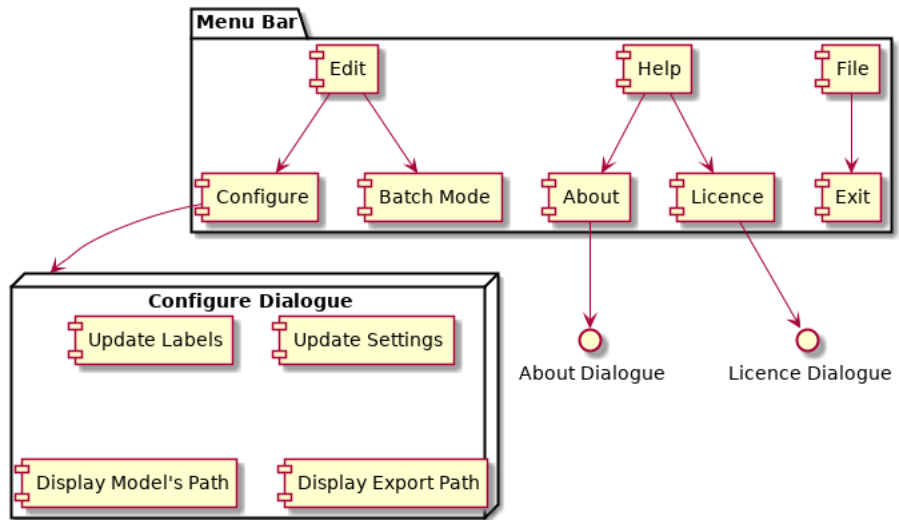 Menu Bar
Edit
Help
File
Configure
Batch Mode
About
Licence
Exit
Configure Dialogue
Update Labels
Update Settings
About Dialogue
Licence Dialogue
Display Model's Path
Display Export Path